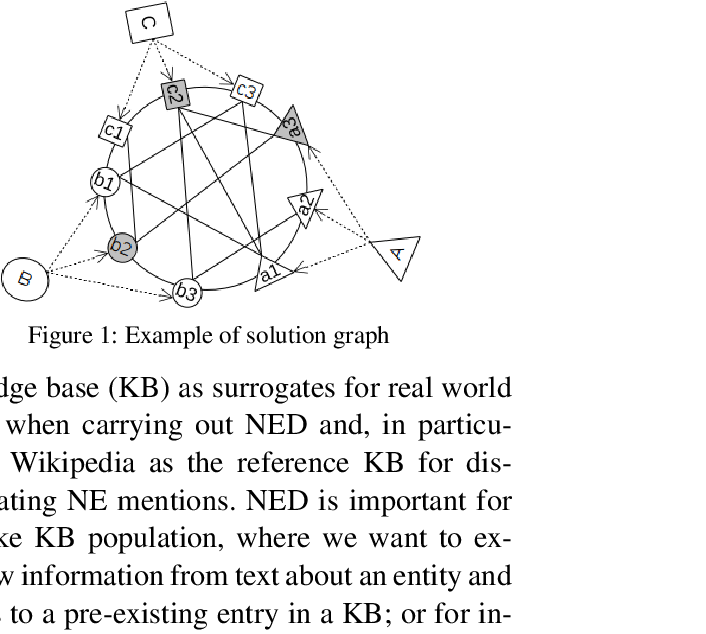 C
c2
c3
c1
a3
b1
a2
b2
A
B
b3
a1
Figure 1: Example of solution graph
dge base (KB) as surrogates for real world
when carrying out NED and, in particu-
Wikipedia as the reference KB for dis-
ating NE mentions. NED is important for
ke KB population, where we want to ex-
w information from text about an entity and
s to a pre-existing entry in a KB; or for in-